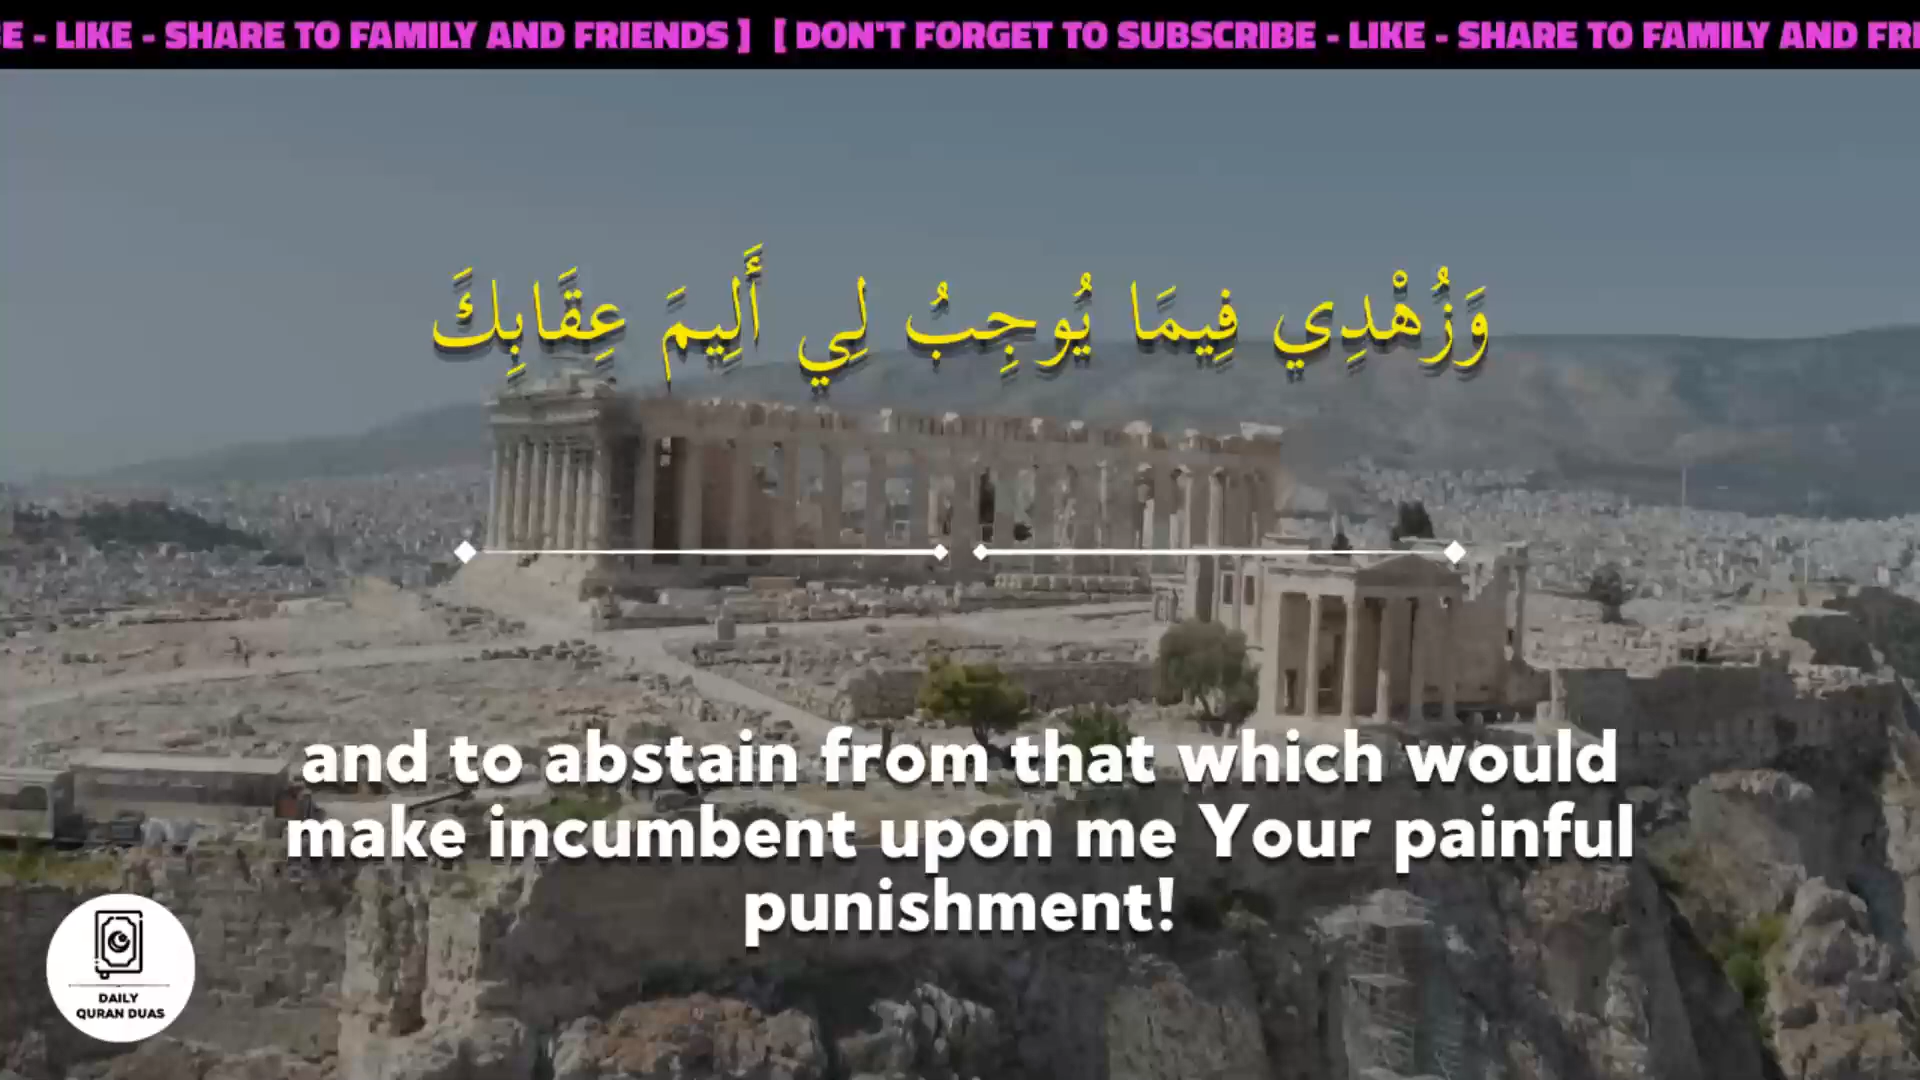 E - LIKE - SHARE TO FAMILY AND FRIENDS ] [ DON'T FORGET TO SUBSCRIBE - LIKE - SHARE TO FAMILY AND FRI
وَزُهْدِي فِيمَا يُوجِبُ لِي أَلِيمَ عِقَابِكَ
and to abstain from that which would
make incumbent upon me Your painful
punishment!
DAILY
QURAN DUAS